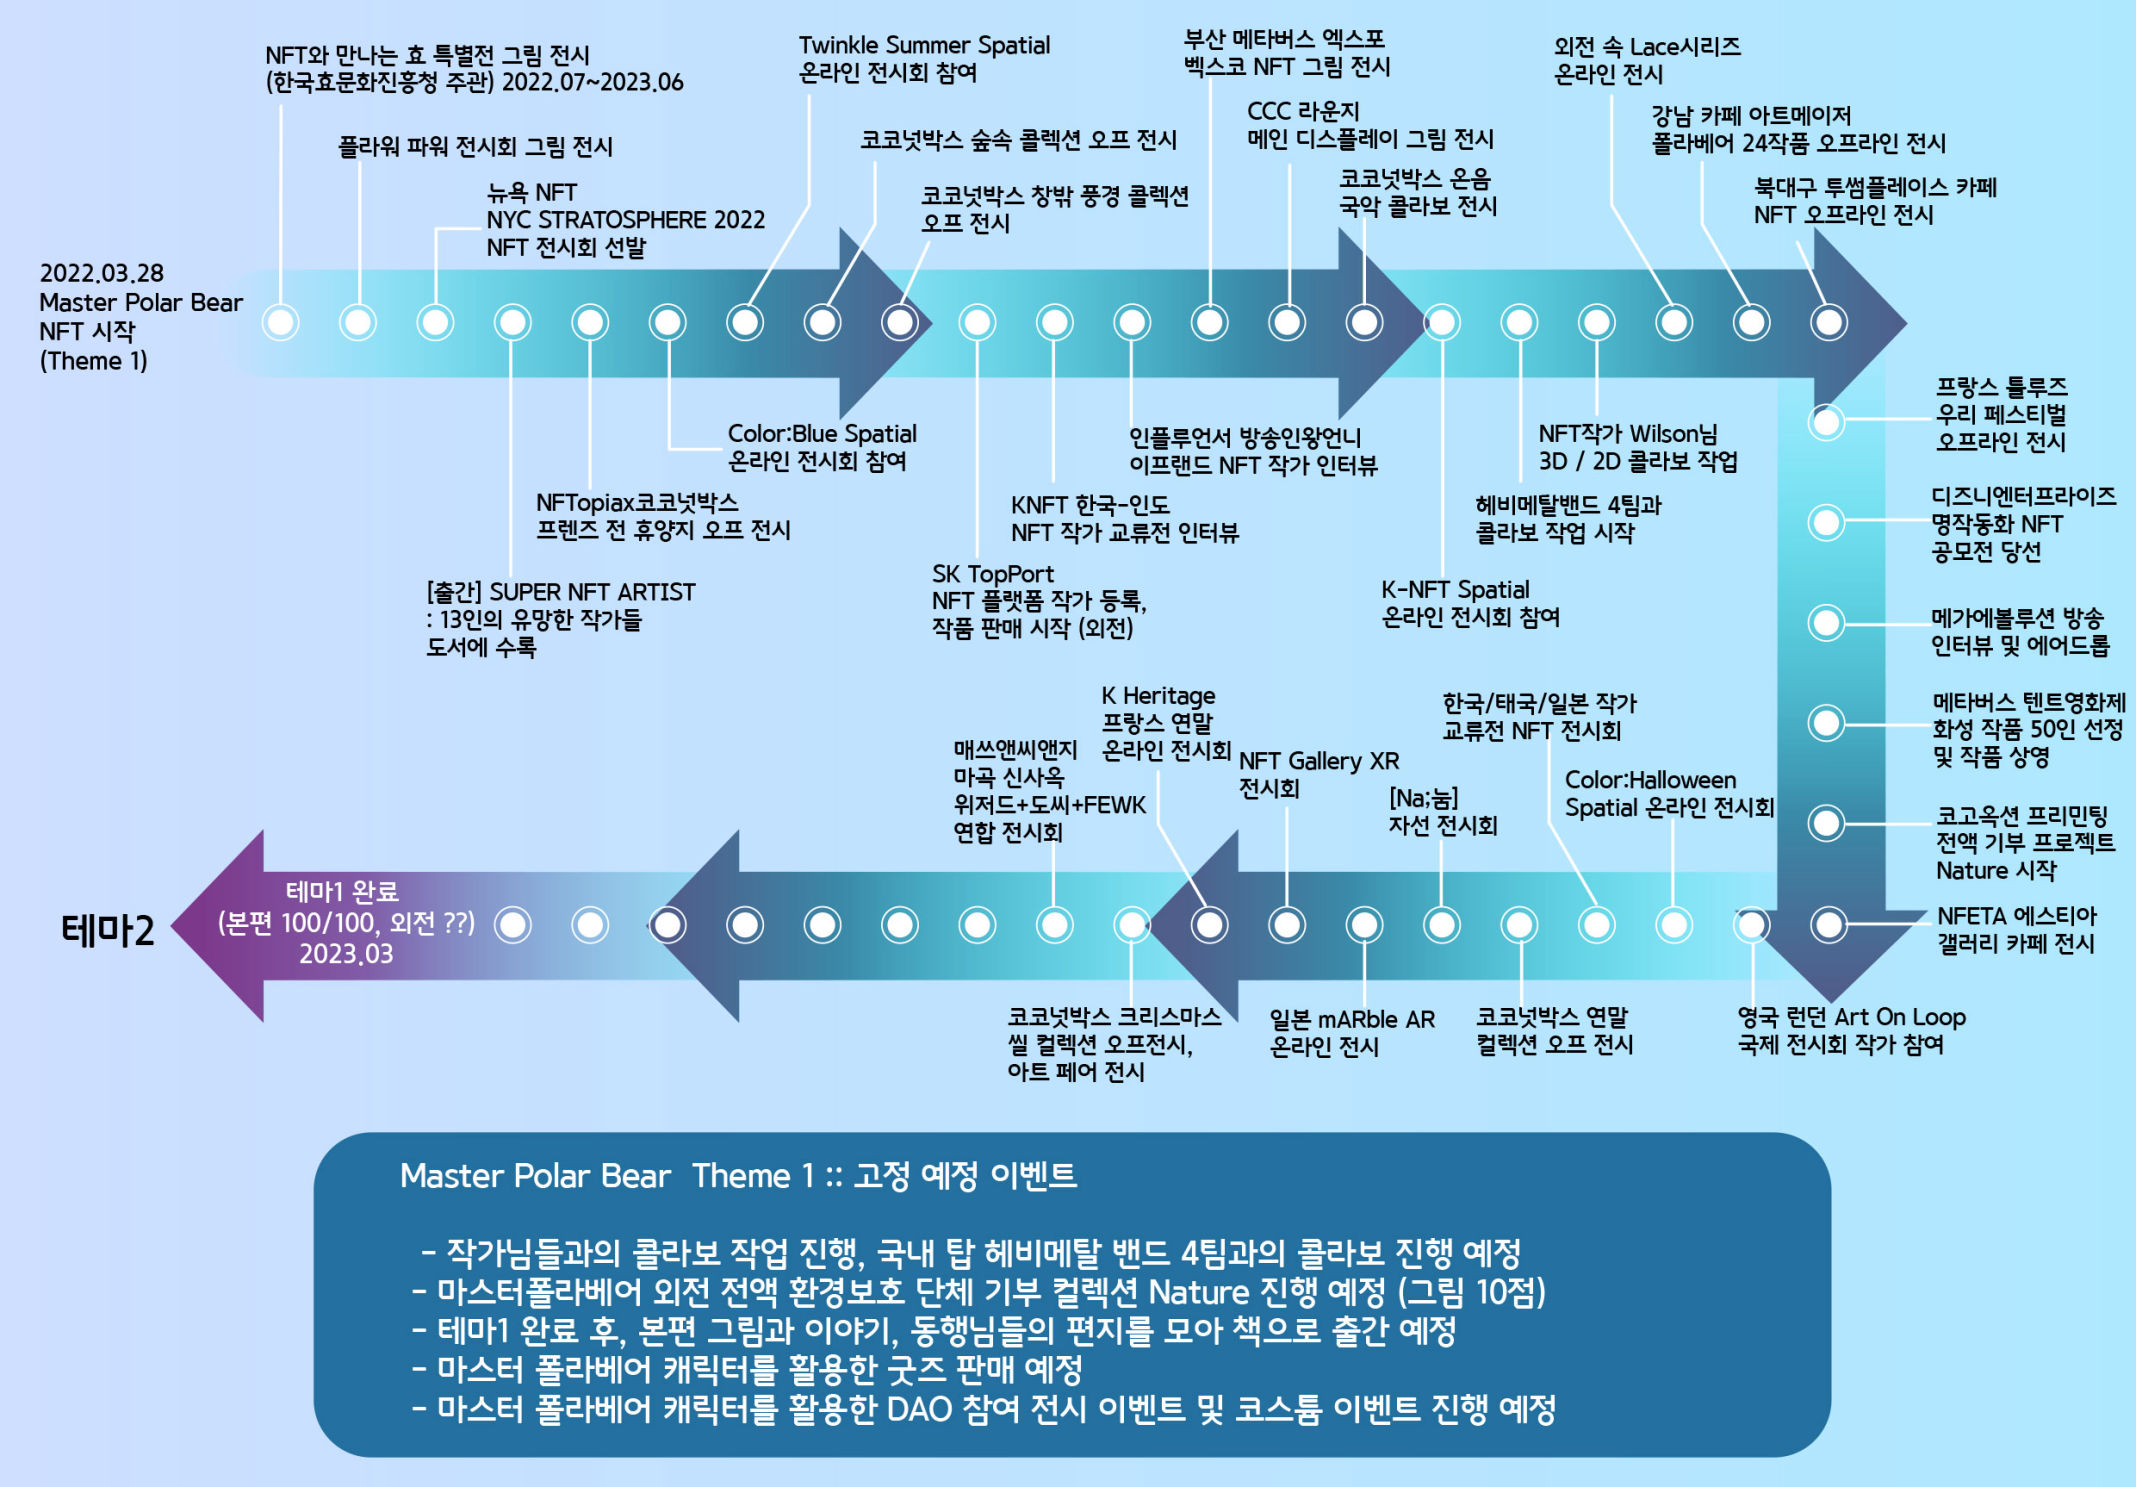 2022.03.28
Master Polar Bear
NFT 시작
(Theme 1)
NFT와 만나는 효 특별전 그림 전시
(한국효문화진흥청 주관) 2022.07~2023.06
플라워 파워 전시회 그림 전시
뉴욕 NFT
NYC STRATOSPHERE 2022
NFT 전시회 선발
[출간] SUPER NFT ARTIST
: 13인의 유망한 작가들
도서에 수록
NFTopiax코코넛박스
프렌즈 전 휴양지 오프 전시
Color:Blue Spatial
온라인 전시회 참여
Twinkle Summer Spatial
온라인 전시회 참여
코코넛박스 숲속 콜렉션 오프 전시
코코넛박스 창밖 풍경 콜렉션
오프 전시
SK TopPort
NFT 플랫폼 작가 등록,
작품 판매 시작 (외전)
KNFT 한국-인도
NFT 작가 교류전 인터뷰
인플루언서 방송인왕언니
이프랜드 NFT 작가 인터뷰
부산 메타버스 엑스포
벡스코 NFT 그림 전시
CCC 라운지
메인 디스플레이 그림 전시
코코넛박스 온음
국악 콜라보 전시
K-NFT Spatial
온라인 전시회 참여
헤비메탈밴드 4팀과
콜라보 작업 시작
NFT작가 Wilson님
3D / 2D 콜라보 작업
외전 속 Lace시리즈
온라인 전시
강남 카페 아트메이저
폴라베어 24작품 오프라인 전시
북대구 투썸플레이스 카페
NFT 오프라인 전시
프랑스 툴루즈
우리 페스티벌
오프라인 전시
디즈니엔터프라이즈
명작동화 NFT
공모전 당선
메가에볼루션 방송
인터뷰 및 에어드롭
메타버스 텐트영화제
화성 작품 50인 선정
및 작품 상영
코고옥션 프리민팅
전액 기부 프로젝트
Nature 시작
NFETA 에스티아
갤러리 카페 전시
영국 런던 Art On Loop
국제 전시회 작가 참여
Color:Halloween
Spatial 온라인 전시회
한국/태국/일본 작가
교류전 NFT 전시회
코코넛박스 연말
컬렉션 오프 전시
[Na;눔]
자선 전시회
일본 mARble AR
온라인 전시
NFT Gallery XR
전시회
K Heritage
프랑스 연말
온라인 전시회
코코넛박스 크리스마스
씰 컬렉션 오프전시,
아트 페어 전시
매쓰앤씨앤지
마곡 신사옥
위저드+도씨+FEWK
연합 전시회
테마1 완료
(본편 100/100, 외전 ??)
2023.03
테마2
Master Polar Bear Theme 1 :: 고정 예정 이벤트
- 작가님들과의 콜라보 작업 진행, 국내 탑 헤비메탈 밴드 4팀과의 콜라보 진행 예정
- 마스터폴라베어 외전 전액 환경보호 단체 기부 컬렉션 Nature 진행 예정 (그림 10점)
- 테마1 완료 후, 본편 그림과 이야기, 동행님들의 편지를 모아 책으로 출간 예정
- 마스터 폴라베어 캐릭터를 활용한 굿즈 판매 예정
- 마스터 폴라베어 캐릭터를 활용한 DAO 참여 전시 이벤트 및 코스튬 이벤트 진행 예정